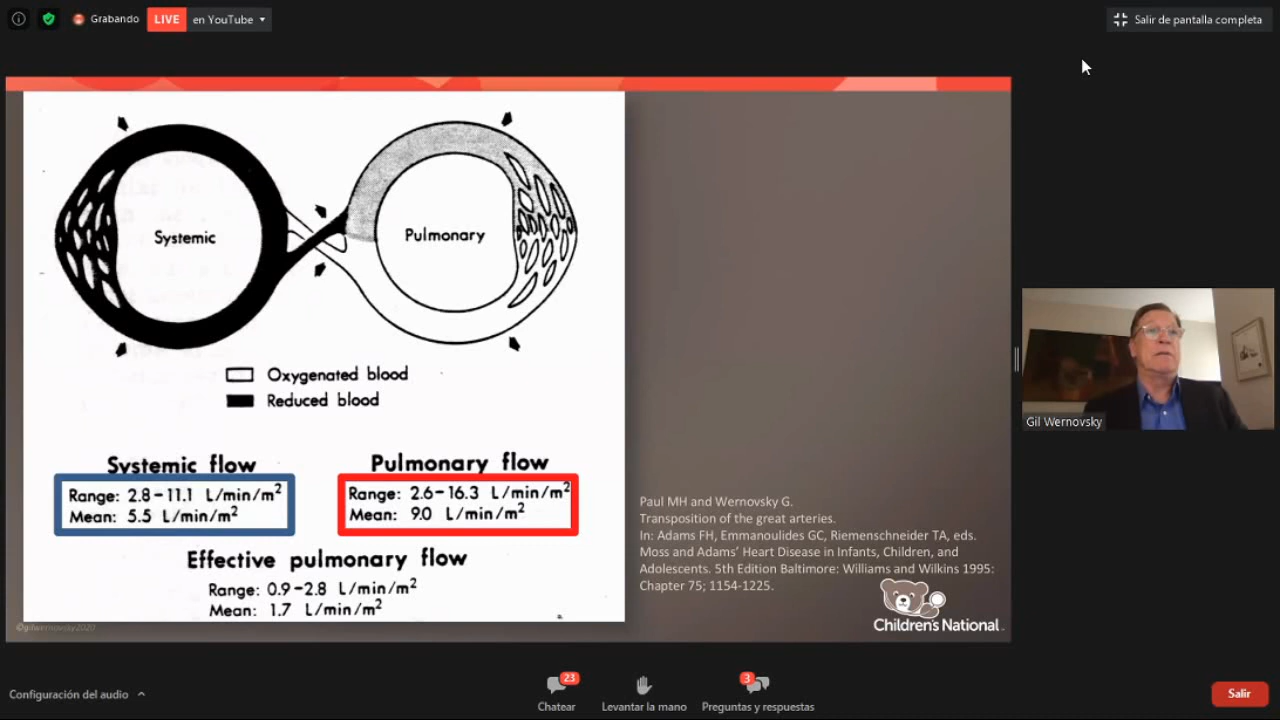 Grabando
LIVE
en YouTube
Salir de pantalla completa
Systemic
Pulmonary
Oxygenated blood
Reduced blood
Systemic flow
Range: 2.8-11.1 L/min/m²
Mean: 5.5 L/min/m²
Pulmonary flow
Range: 2.6-16.3 L/min/m²
Mean: 9.0 L/min/m²
Effective pulmonary flow
Range: 0.9-2.8 L/min/m²
Mean: 1.7 L/min/m²
Paul MH and Wernovsky G.
Transposition of the great arteries.
In: Adams FH, Emmanoulides GC, Riemenschneider TA, eds.
Moss and Adams’ Heart Disease in Infants, Children, and
Adolescents. 5th Edition Baltimore: Williams and Wilkins 1995:
Chapter 75; 1154-1225.
Children's National
©gilwernovsky2020
Gil Wernovsky
Configuración del audio
23
Chatear
Levantar la mano
3
Preguntas y respuestas
Salir